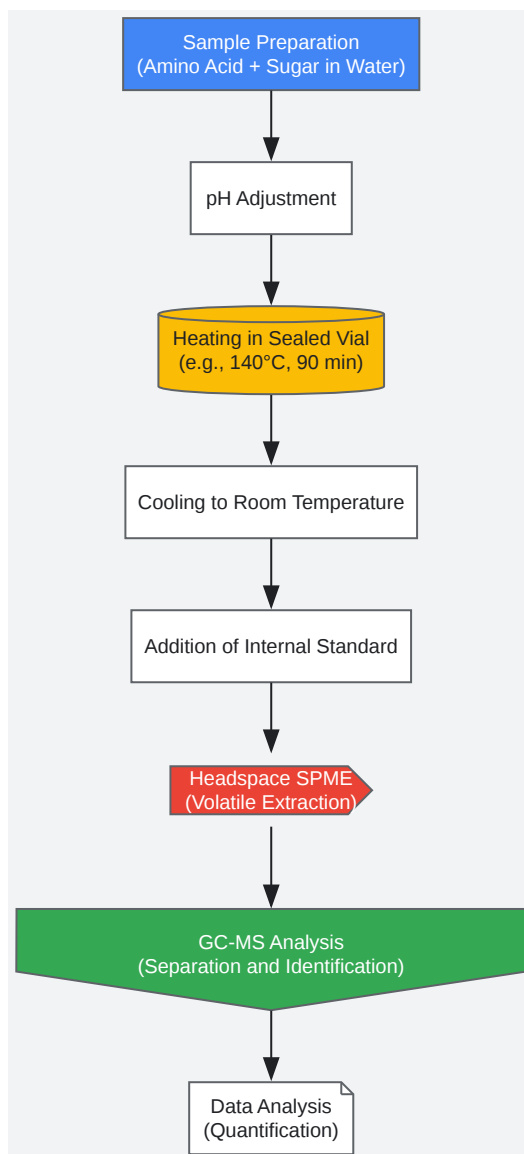 Sample Preparation
(Amino Acid + Sugar in Water)
pH Adjustment
Heating in Sealed Vial
(e.g., 140°C, 90 min)
Cooling to Room Temperature
Addition of Internal Standard
Headspace SPME
(Volatile Extraction)
GC-MS Analysis
(Separation and Identification)
Data Analysis
(Quantification)